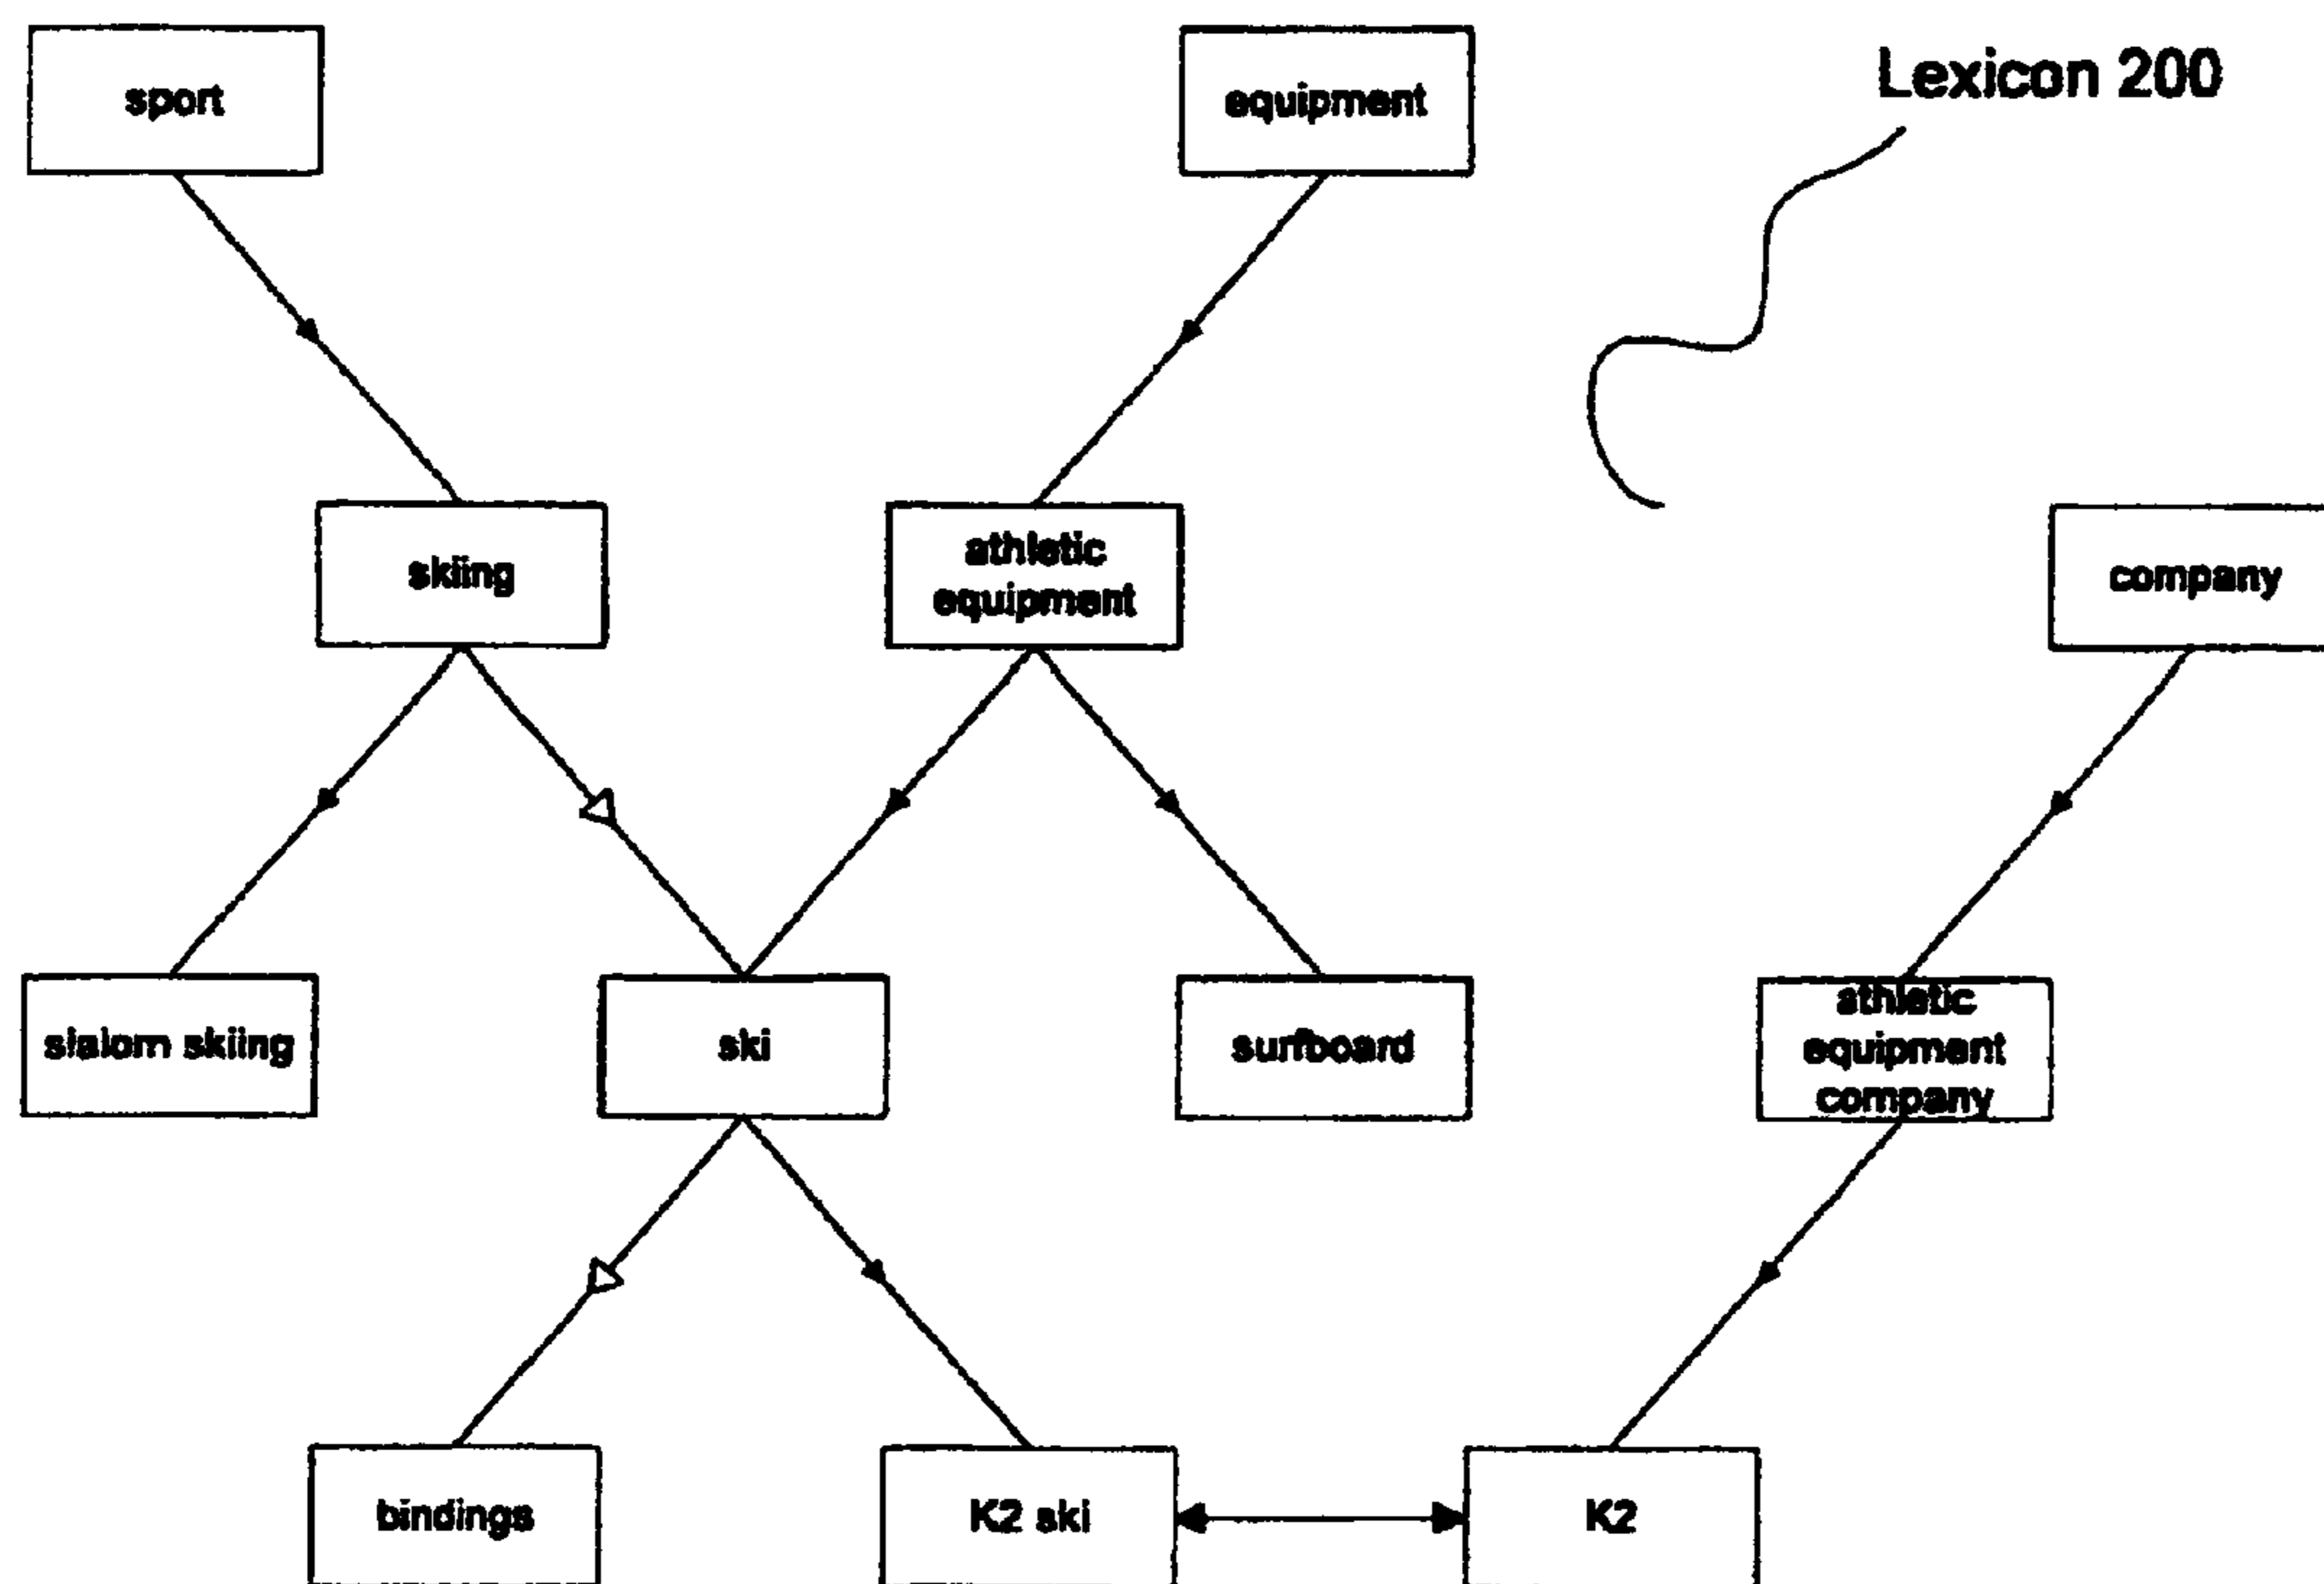 sport
equipment
Lexicon 200
skiing
athletic
equipment
company
slalom skiing
ski
surfboard
athletic
equipment
company
bindings
K2 ski
K2